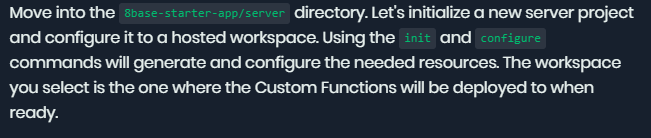 Move into the 8base-starter-app/server directory. Let's initialize a new server project
and configure it to a hosted workspace. Using the init and configure
commands will generate and configure the needed resources. The workspace
you select is the one where the Custom Functions will be deployed to when
ready.